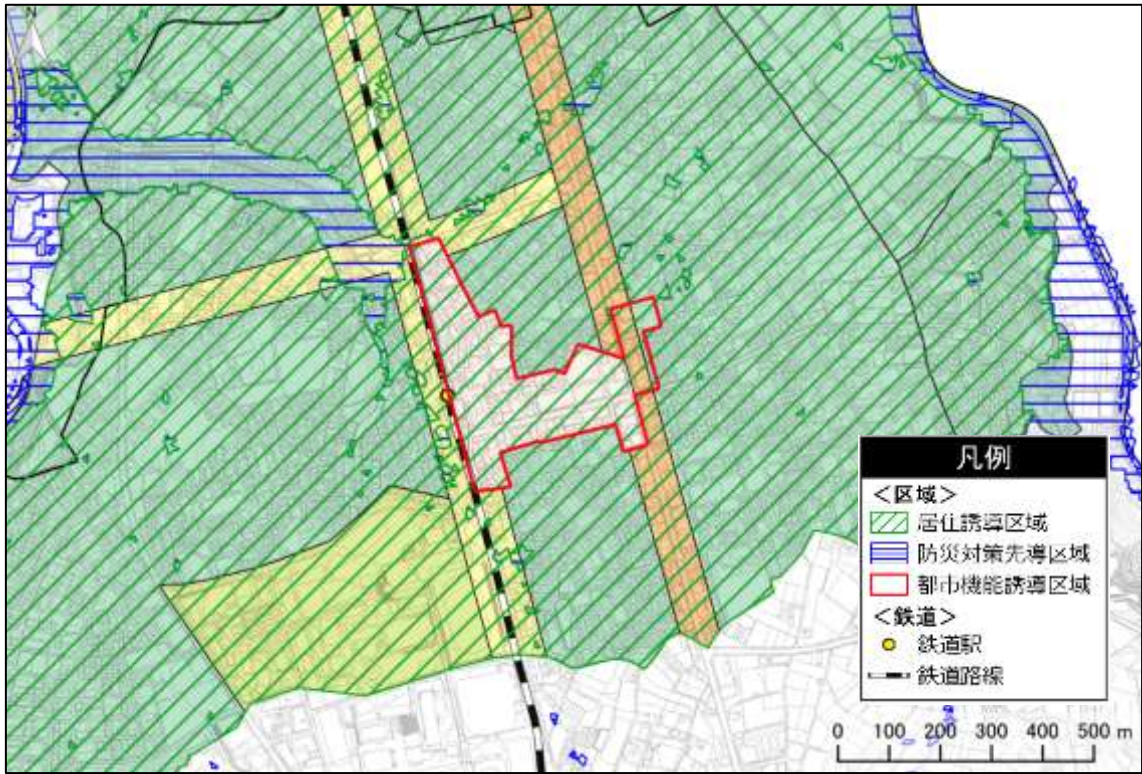 N
凡例
<区域>
居住誘導区域
防災対策先導区域
都市機能誘導区域
<鉄道>
鉄道駅
鉄道路線
0 100 200 300 400 500 m